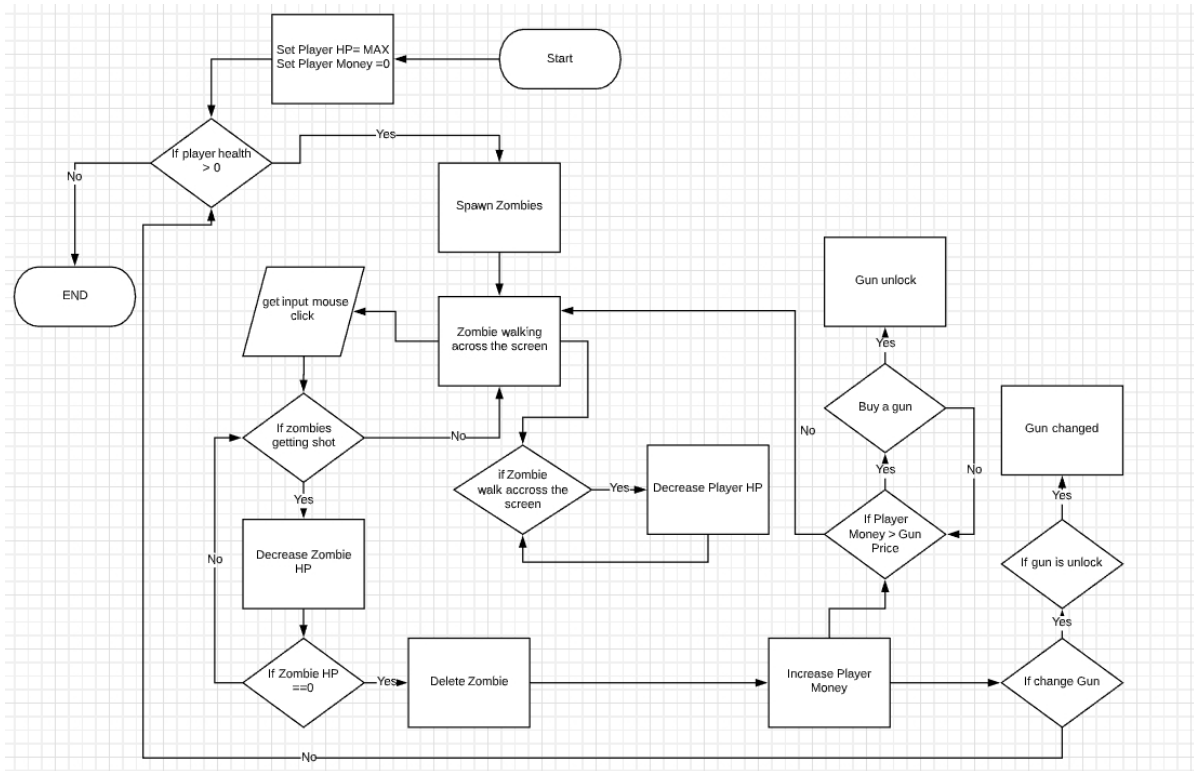 Set Player HP= MAX
Set Player Money =0
Start
If player health
> 0
Yes
No
Spawn Zombies
END
get input mouse
click
Zombie walking
across the screen
Gun unlock
Yes
Buy a gun
No
Gun changed
If zombies
getting shot
No
if Zombie
walk accross the
screen
Yes
Decrease Player HP
No
Yes
If Player
Money > Gun
Price
Yes
Yes
Decrease Zombie
HP
No
If gun is unlock
Yes
If Zombie HP
==0
Yes
Delete Zombie
Increase Player
Money
If change Gun
No